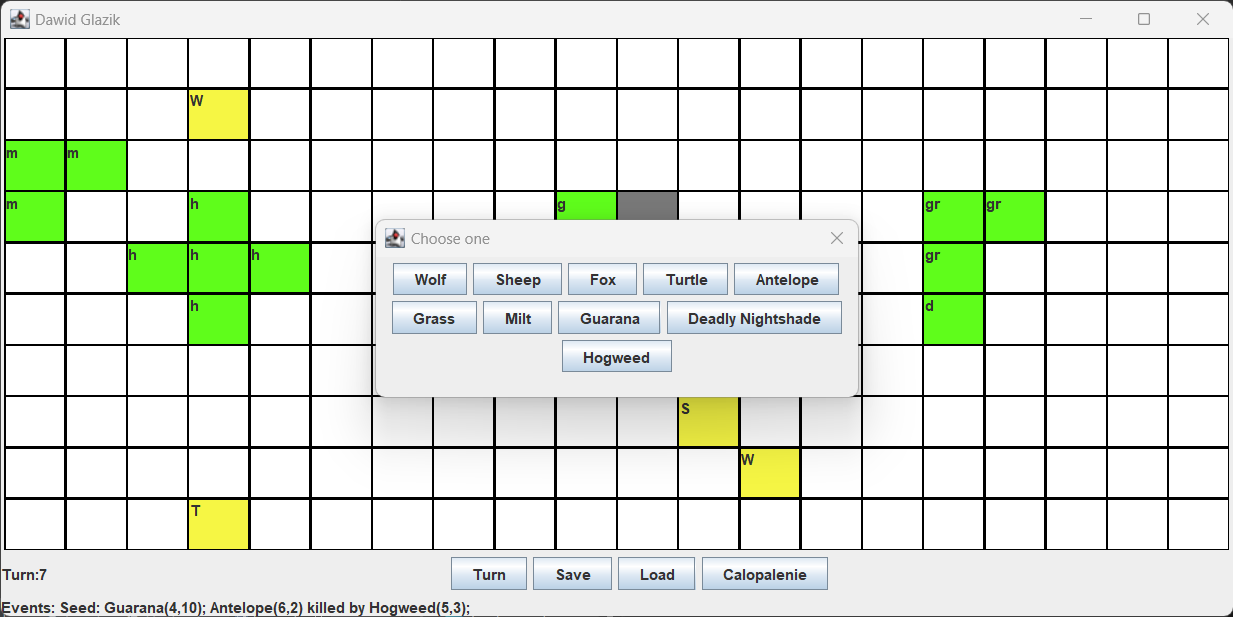 Dawid Glazik
W
m m
m h g gr gr
Choose one
h h h gr
Wolf Sheep Fox Turtle Antelope
h d
Grass Milt Guarana Deadly Nightshade
Hogweed
S
W
T
Turn:7 Turn Save Load Calopalenie
Events: Seed: Guarana(4,10); Antelope(6,2) killed by Hogweed(5,3);